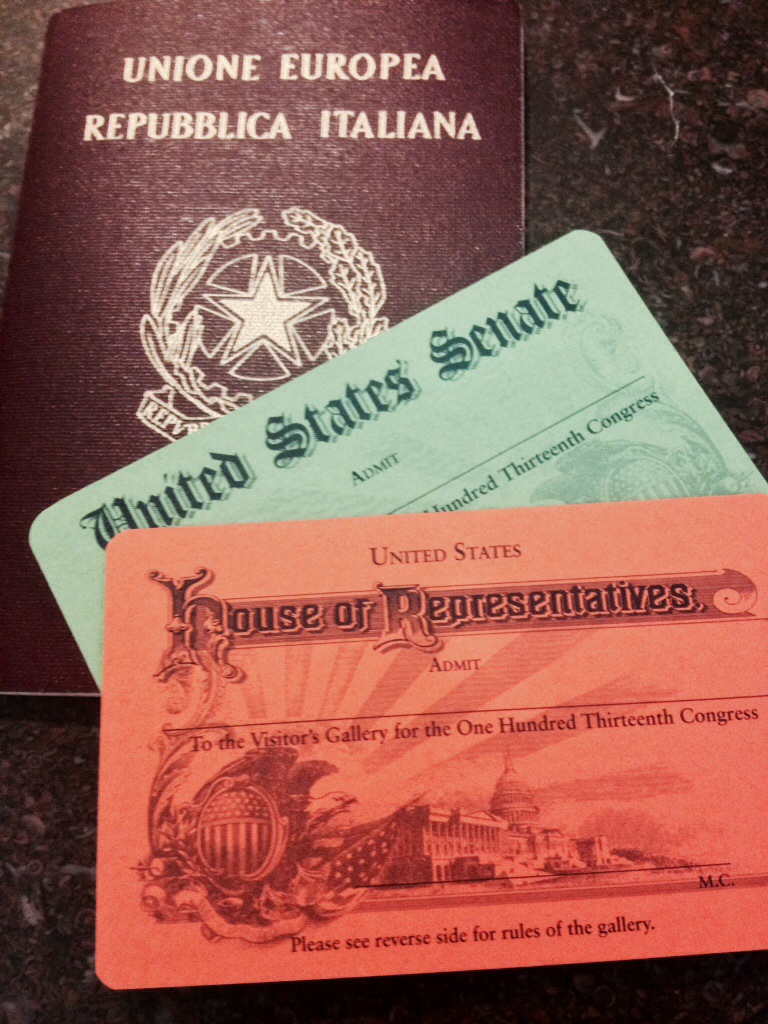 UNIONE EUROPEA
REPUBBLICA ITALIANA
REPVB
United States Senate
ADMIT
Hundred Thirteenth Congress
UNITED STATES
House of Representatives.
ADMIT
To the Visitor's Gallery for the One Hundred Thirteenth Congress
M.C.
Please see reverse side for rules of the gallery.